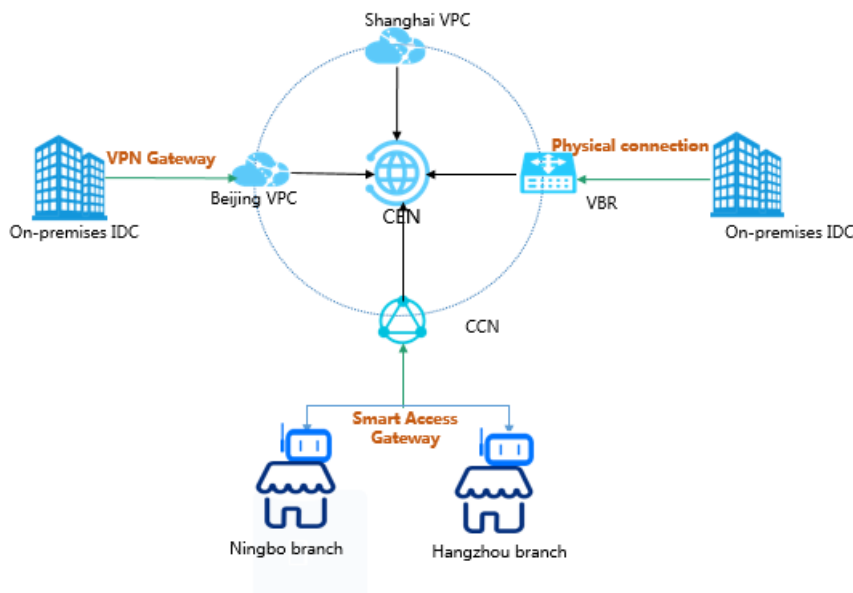 Shanghai VPC
VPN Gateway
Physical connection
Beijing VPC
CEN
VBR
On-premises IDC
On-premises IDC
CCN
Smart Access
Gateway
Ningbo branch
Hangzhou branch